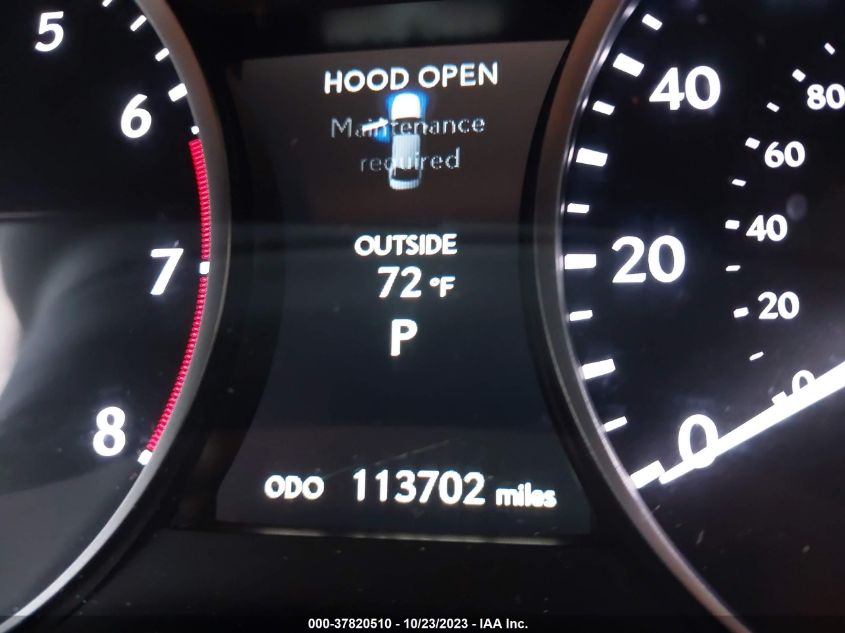 5
6
7
8
HOOD OPEN
Maintenance
required
OUTSIDE
72 °F
P
ODO 113702 miles
40
20
0
80
60
40
20
0
000-37820510 - 10/23/2023 - IAA Inc.